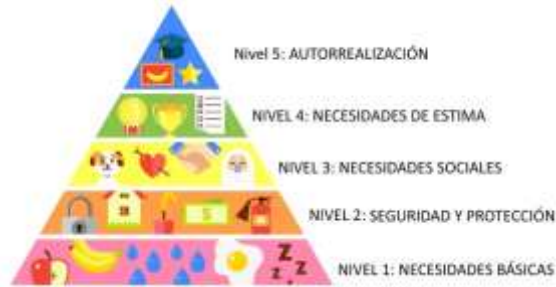 Nivel 5: AUTORREALIZACIÓN
NIVEL 4: NECESIDADES DE ESTIMA
NIVEL 3: NECESIDADES SOCIALES
NIVEL 2: SEGURIDAD Y PROTECCIÓN
Z Z Z Z
NIVEL 1: NECESIDADES BÁSICAS